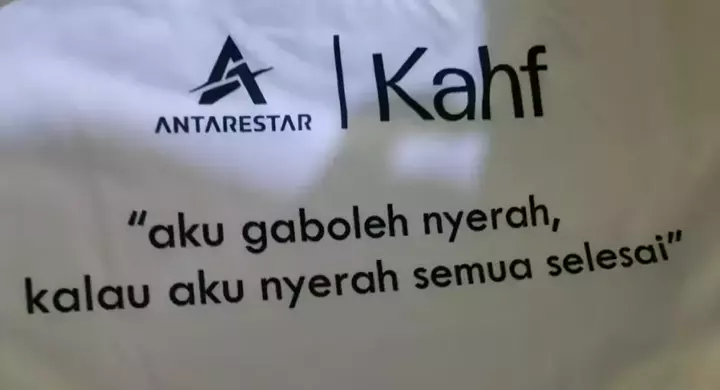 ANTARESTAR | Kahf
“aku gaboleh nyerah,
kalau aku nyerah semua selesai”